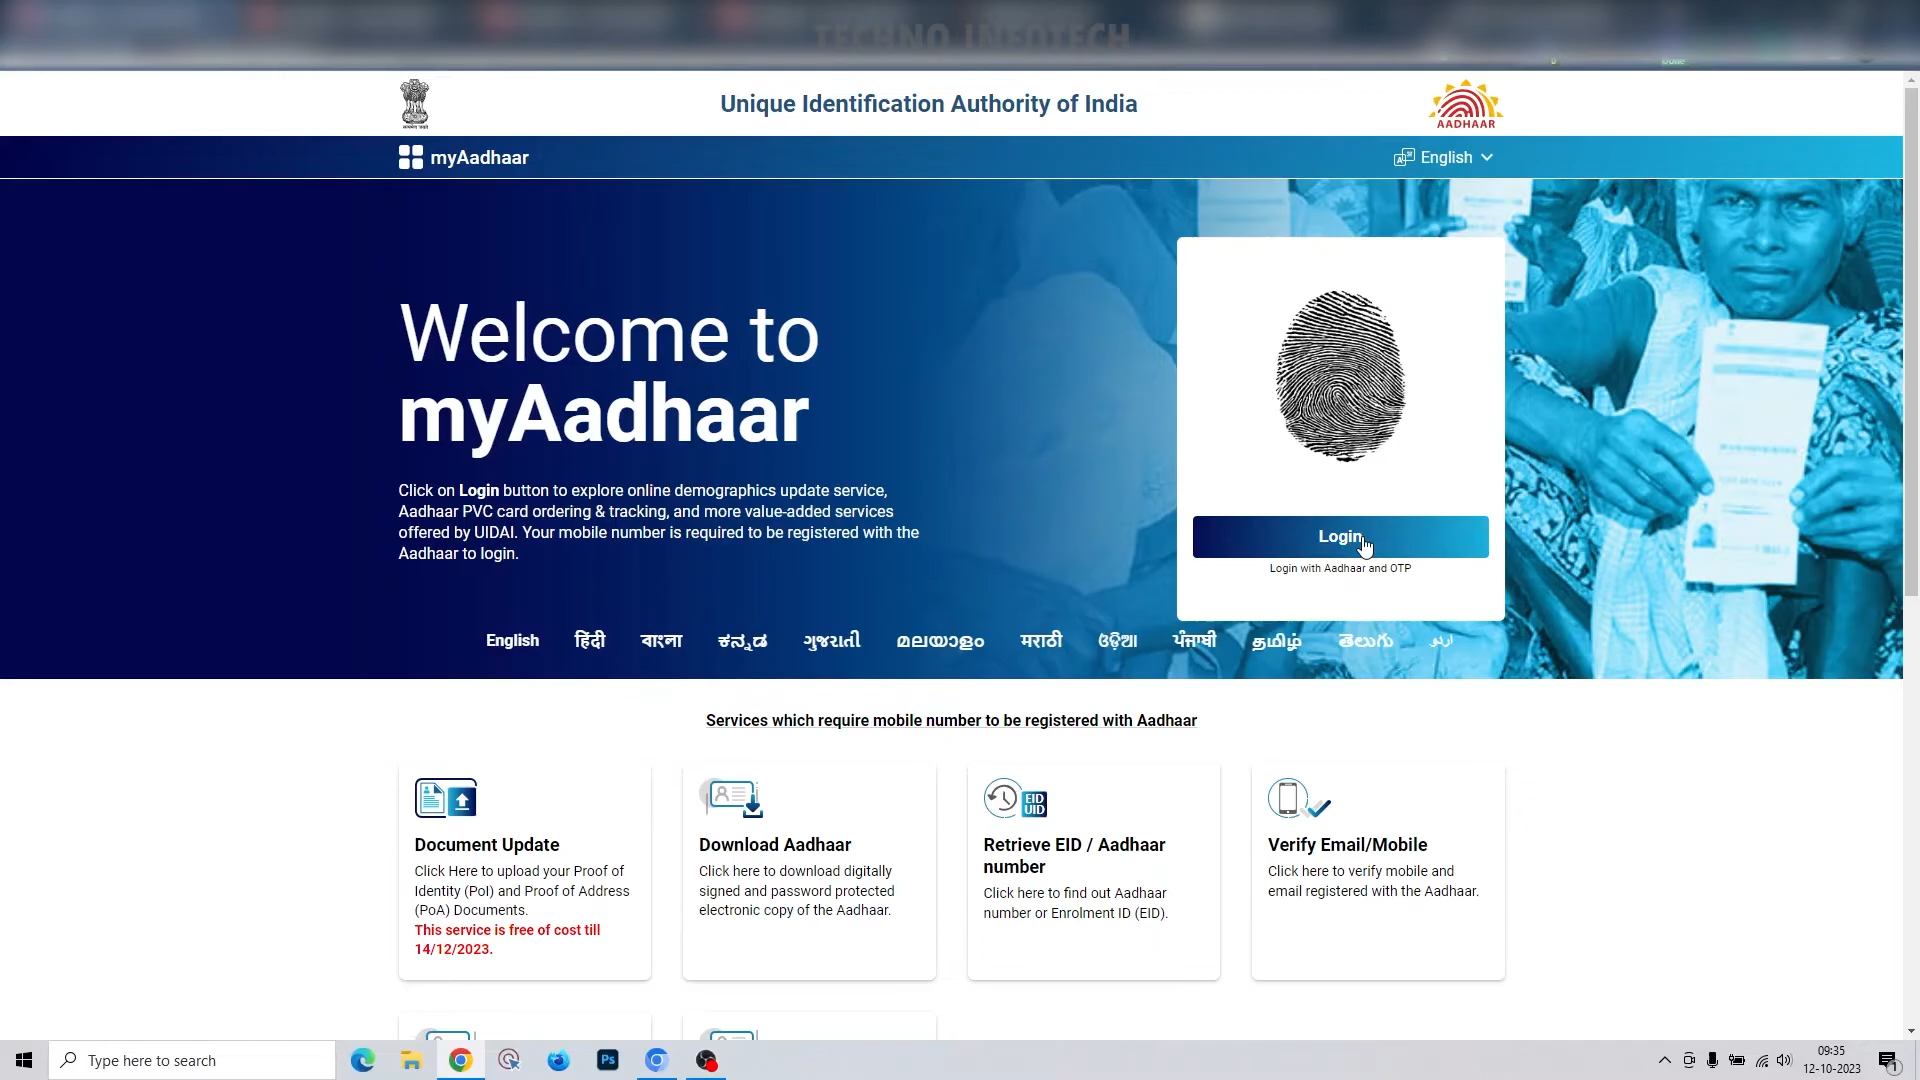 TECHNO INFOTECH
Unique Identification Authority of India
AADHAAR
myAadhaar
English
Welcome to
myAadhaar
Click on Login button to explore online demographics update service,
Aadhaar PVC card ordering & tracking, and more value-added services
offered by UIDAI. Your mobile number is required to be registered with the
Aadhaar to login.
Login
Login with Aadhaar and OTP
English हिंदी বাংলা ಕನ್ನಡ ગુજરાતી മലയാളം मराठी ଓଡ଼ିଆ ਪੰਜਾਬੀ தமிழ் తెలుగు اردو
Services which require mobile number to be registered with Aadhaar
Document Update
Click Here to upload your Proof of
Identity (PoI) and Proof of Address
(PoA) Documents.
This service is free of cost till
14/12/2023.
Download Aadhaar
Click here to download digitally
signed and password protected
electronic copy of the Aadhaar.
EID
UID
Retrieve EID / Aadhaar
number
Click here to find out Aadhaar
number or Enrolment ID (EID).
Verify Email/Mobile
Click here to verify mobile and
email registered with the Aadhaar.
Type here to search
Ps
09:35
12-10-2023
1